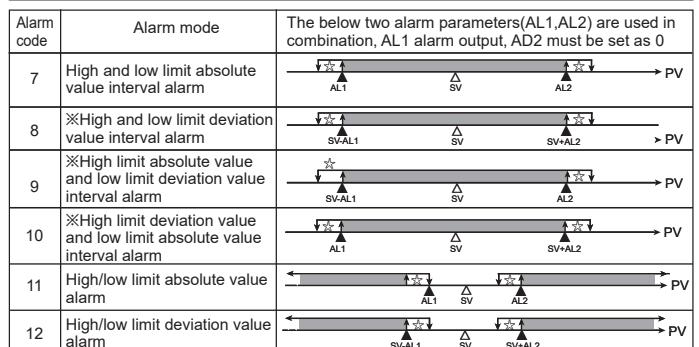 Alarm code
Alarm mode
The below two alarm parameters(AL1,AL2) are used in
combination, AL1 alarm output, AD2 must be set as 0
7
High and low limit absolute
value interval alarm
☆ ☆
AL1 SV AL2
PV
8
※High and low limit deviation
value interval alarm
☆ ☆
SV-AL1 SV SV+AL2
PV
9
※High limit absolute value
and low limit deviation value
interval alarm
☆ ☆
SV-AL1 SV AL2
PV
10
※High limit deviation value
and low limit absolute value
interval alarm
☆ ☆
AL1 SV SV+AL2
PV
11
High/low limit absolute value
alarm
☆ ☆
AL1 SV AL2
PV
12
High/low limit deviation value
alarm
☆ ☆
SV-AL1 SV SV+AL2
PV